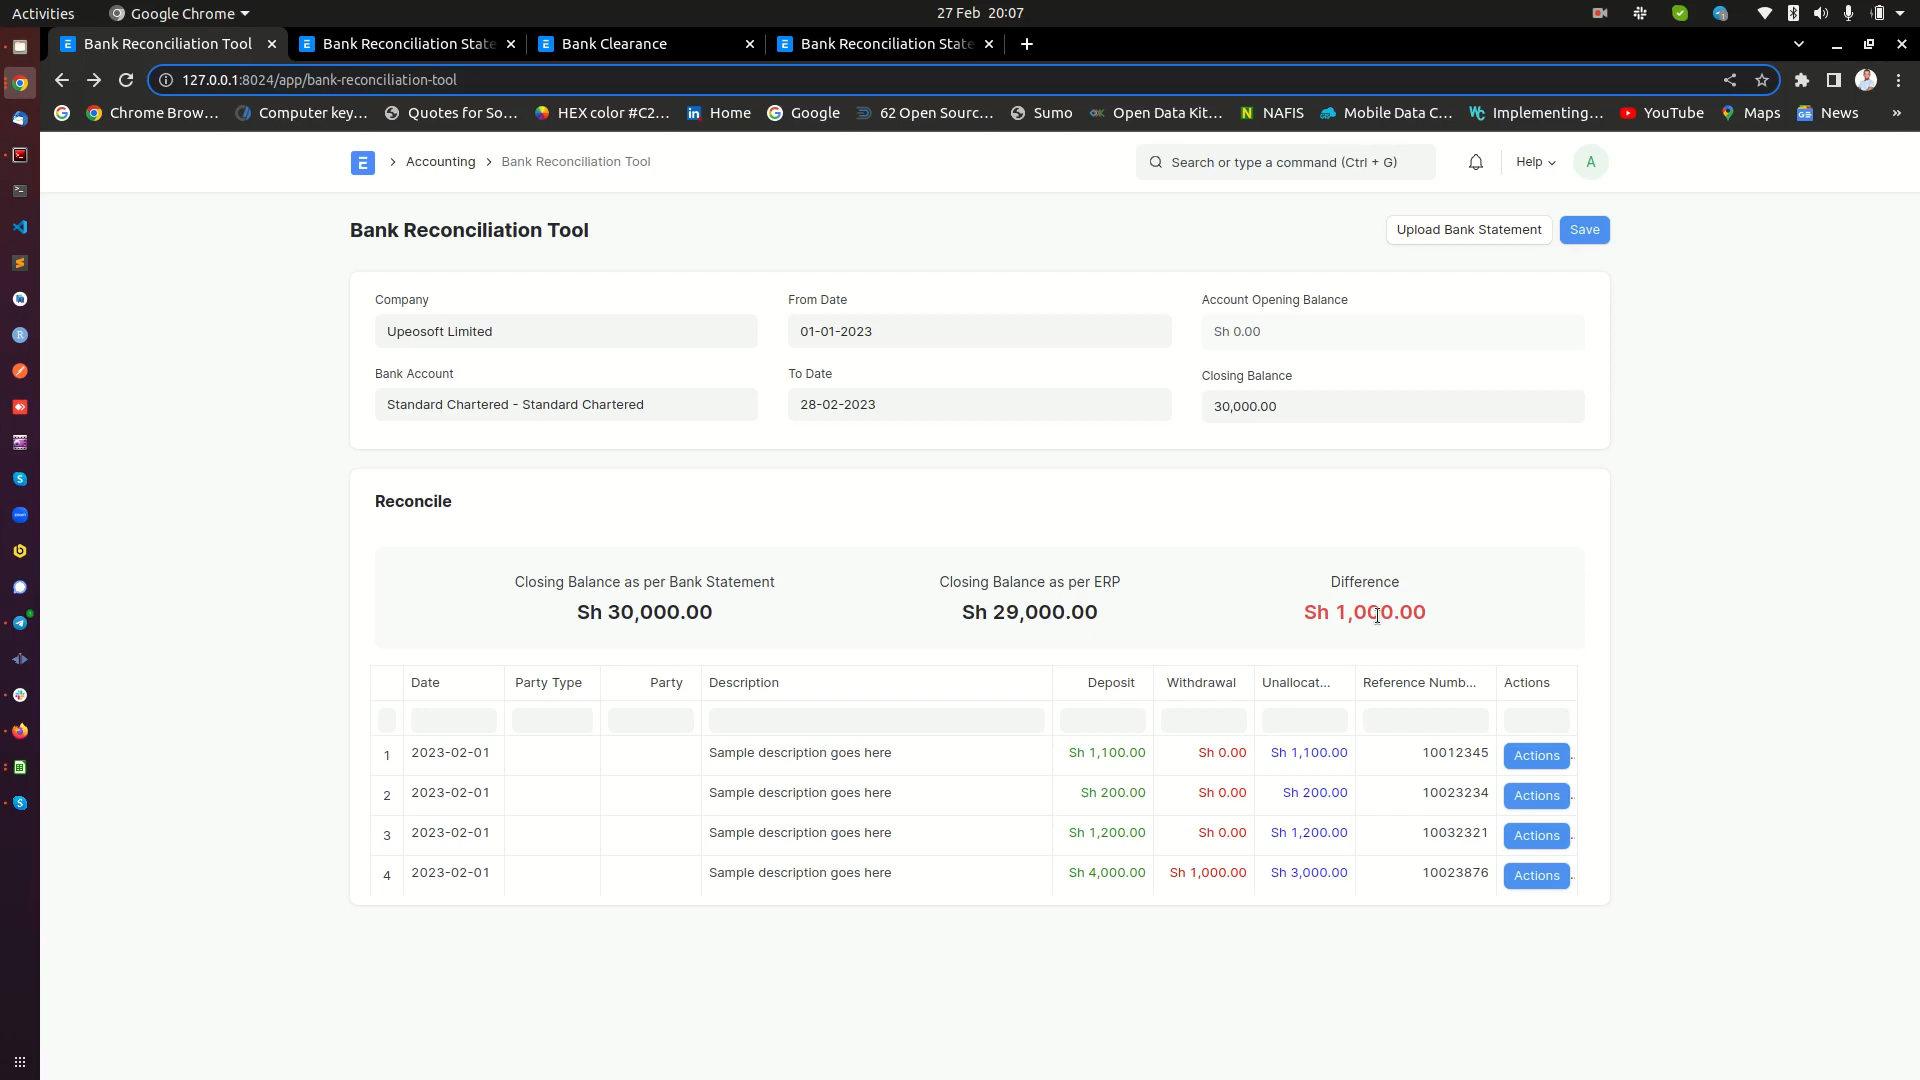 Activities Google Chrome 27 Feb 20:07
Bank Reconciliation Tool Bank Reconciliation State Bank Clearance Bank Reconciliation State
127.0.0.1:8024/app/bank-reconciliation-tool
Chrome Brow... Computer key... Quotes for So... HEX color #C2... Home Google 62 Open Sourc... Sumo Open Data Kit... NAFIS Mobile Data C... Implementing... YouTube Maps News »
E Accounting Bank Reconciliation Tool Search or type a command (Ctrl + G) Help A
Bank Reconciliation Tool Upload Bank Statement Save
Company From Date Account Opening Balance
Upeosoft Limited 01-01-2023 Sh 0.00
Bank Account To Date Closing Balance
Standard Chartered - Standard Chartered 28-02-2023 30,000.00
Reconcile
Closing Balance as per Bank Statement Closing Balance as per ERP Difference
Sh 30,000.00 Sh 29,000.00 Sh 1,000.00
Date Party Type Party Description Deposit Withdrawal Unallocat... Reference Numb... Actions
1 2023-02-01 Sample description goes here Sh 1,100.00 Sh 0.00 Sh 1,100.00 10012345 Actions
2 2023-02-01 Sample description goes here Sh 200.00 Sh 0.00 Sh 200.00 10023234 Actions
3 2023-02-01 Sample description goes here Sh 1,200.00 Sh 0.00 Sh 1,200.00 10032321 Actions
4 2023-02-01 Sample description goes here Sh 4,000.00 Sh 1,000.00 Sh 3,000.00 10023876 Actions